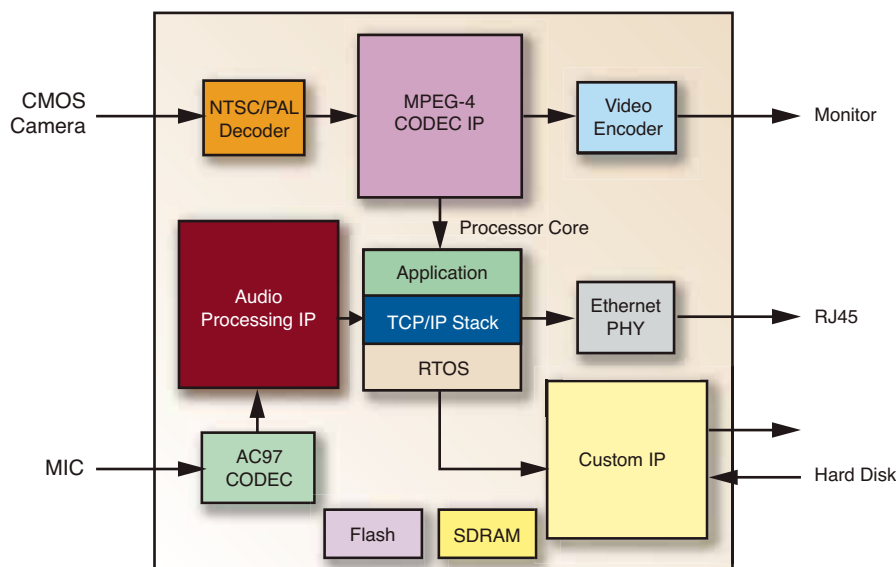 CMOS
Camera
NTSC/PAL
Decoder
MPEG-4
CODEC IP
Video
Encoder
Monitor
Processor Core
Audio
Processing IP
Application
TCP/IP Stack
RTOS
Ethernet
PHY
RJ45
MIC
AC97
CODEC
Custom IP
Hard Disk
Flash
SDRAM